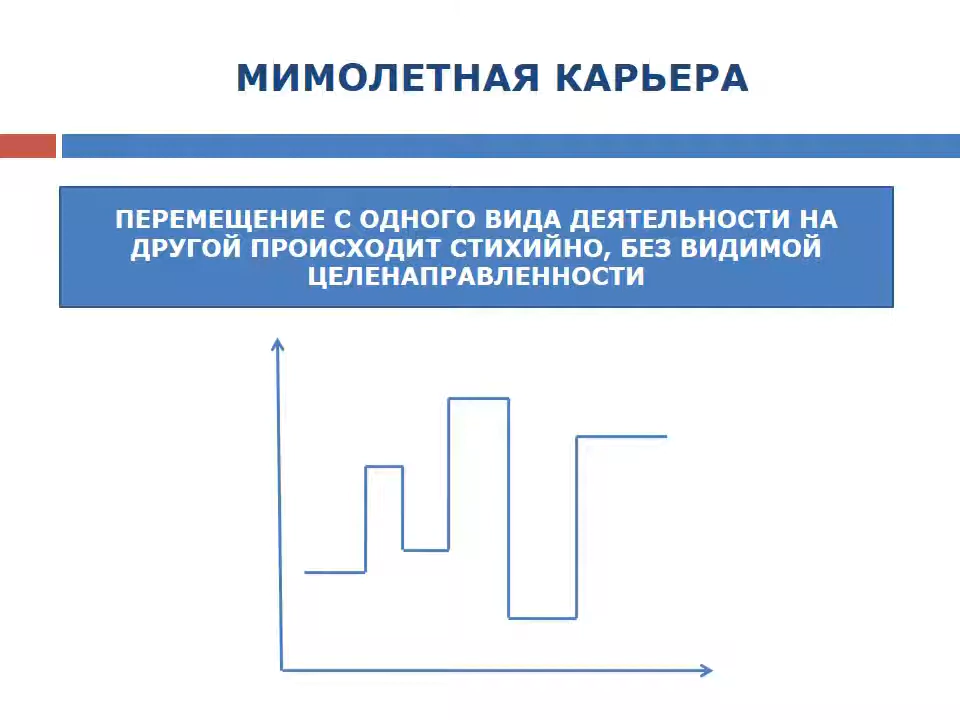 МИМОЛЕТНАЯ КАРЬЕРА
ПЕРЕМЕЩЕНИЕ С ОДНОГО ВИДА ДЕЯТЕЛЬНОСТИ НА
ДРУГОЙ ПРОИСХОДИТ СТИХИЙНО, БЕЗ ВИДИМОЙ
ЦЕЛЕНАПРАВЛЕННОСТИ